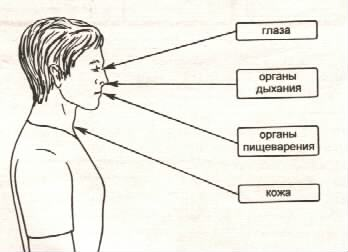 глаза
органы
дыхания
органы
пищеварения
кожа